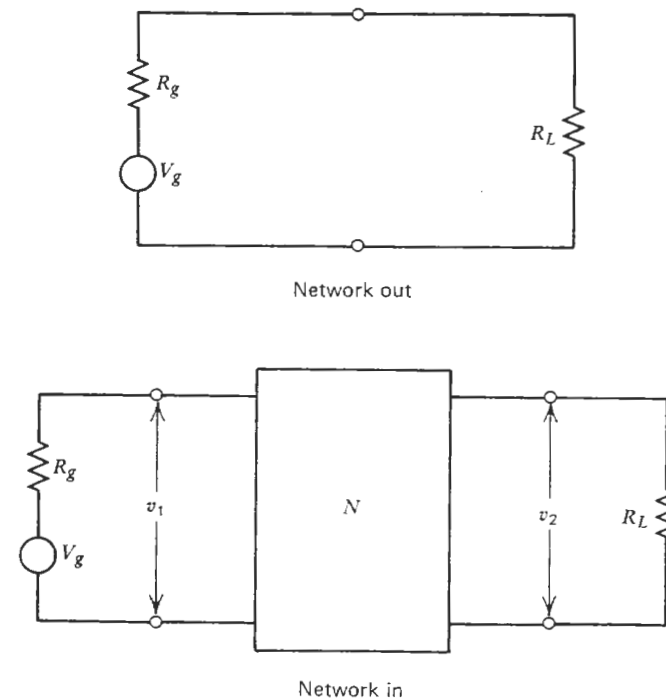 R_g
R_L
V_g
Network out
R_g
v_1
N
v_2
R_L
V_g
Network in